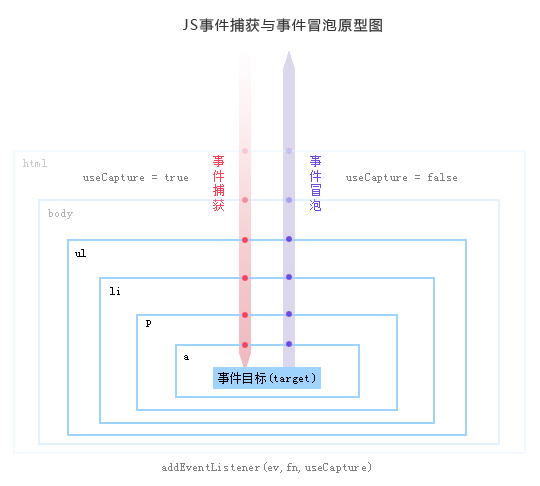 JS事件捕获与事件冒泡原型图
html
useCapture = true
事件捕获
事件冒泡
useCapture = false
body
ul
li
p
a
事件目标(target)
addEventListener(ev,fn,useCapture)